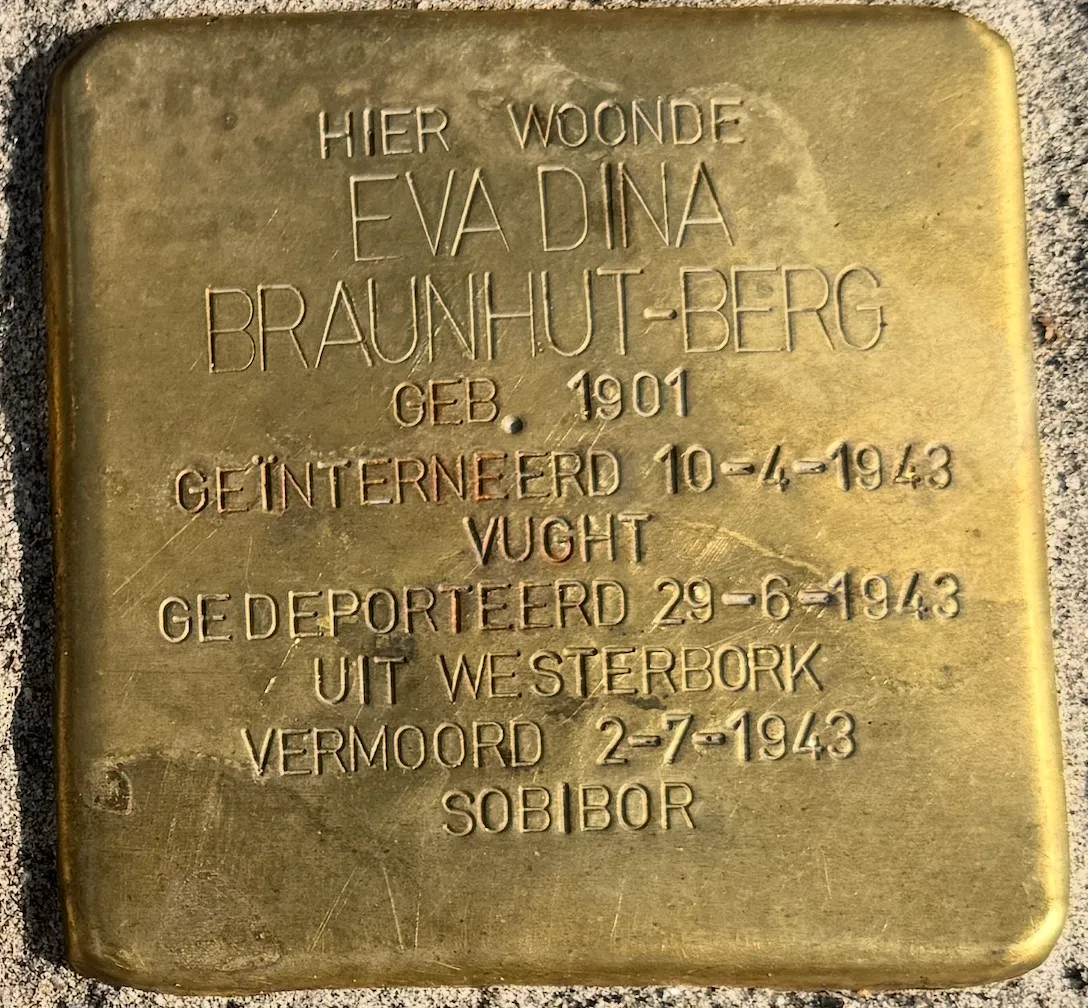 HIER WOONDE
EVA DINA
BRAUNHUT-BERG
GEB. 1901
GEÏNTERNEERD 10-4-1943
VUGHT
GEDEPORTEERD 29-6-1943
UIT WESTERBORK
VERMOORD 2-7-1943
SOBIBOR